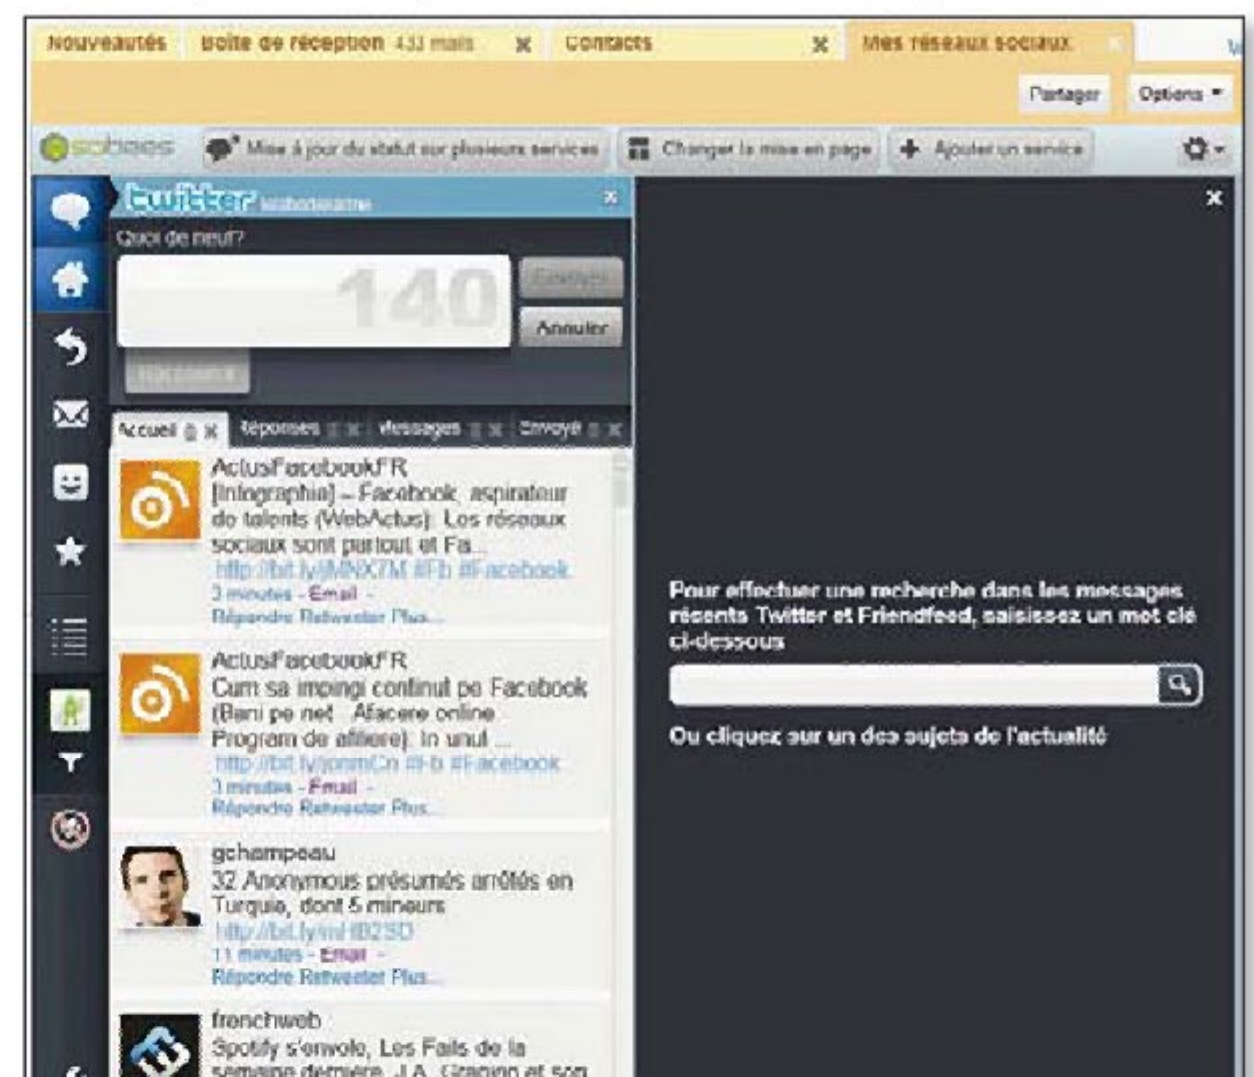 Nouveautés Boîte de réception 433 mails Contacts Mes réseaux sociaux
Partager Options
sobees Mise à jour du statut sur plusieurs services Changer la mise en page Ajouter un service
twitter
Quoi de neuf?
140
Envoyer
Annuler
Accueil Réponses Messages Envoyé
ActusFacebookFR
[Infographie] – Facebook, aspirateur
de talents (WebActus): Les réseaux
sociaux sont partout et Fa...
#Fb #Facebook
3 minutes - Email -
Répondre Retweeter Plus...
ActusFacebookFR
Cum sa impingi continut pe Facebook
(Bani pe net Afacere online
Program de afiliere): In unul ...
#Fb #Facebook
3 minutes - Email -
Répondre Retweeter Plus...
gchampeau
32 Anonymous présumés arrêtés en
Turquie, dont 5 mineurs
11 minutes - Email -
Répondre Retweeter Plus...
frenchweb
Spotify s'envole, Les Fails de la
semaine dernière, J.A. Granjon et son
Pour effectuer une recherche dans les messages
résents Twitter et Friendfeed, saisissez un mot clé
ci-dessous
Ou cliquez sur un des sujets de l'actualité